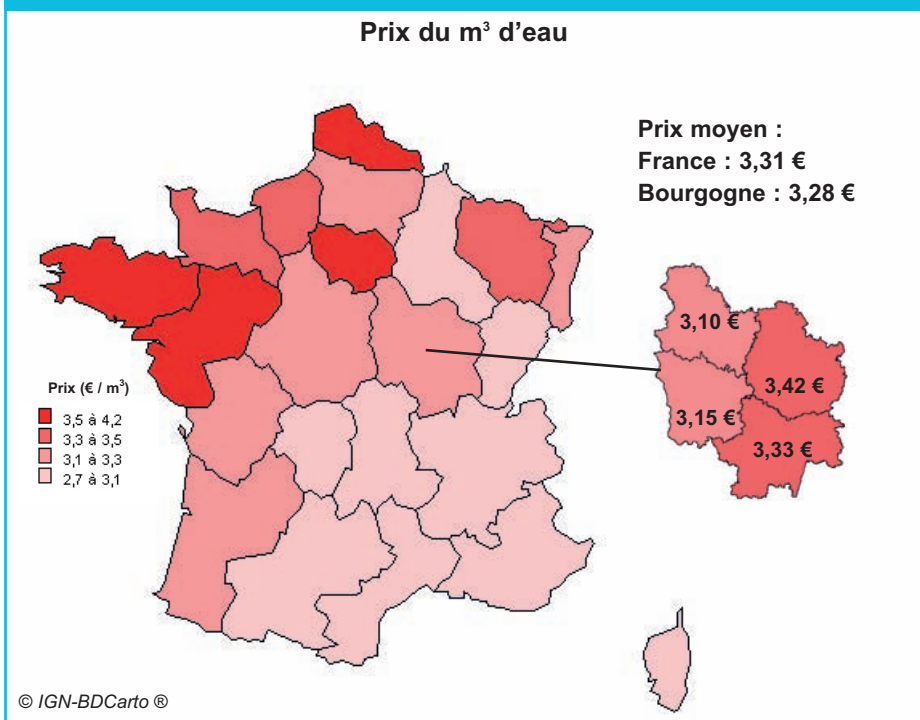 Prix du m³ d'eau
Prix moyen :
France : 3,31 €
Bourgogne : 3,28 €
3,10 €
3,42 €
3,15 €
3,33 €
Prix (€ / m³)
3,5 à 4,2
3,3 à 3,5
3,1 à 3,3
2,7 à 3,1
© IGN-BDCarto ®